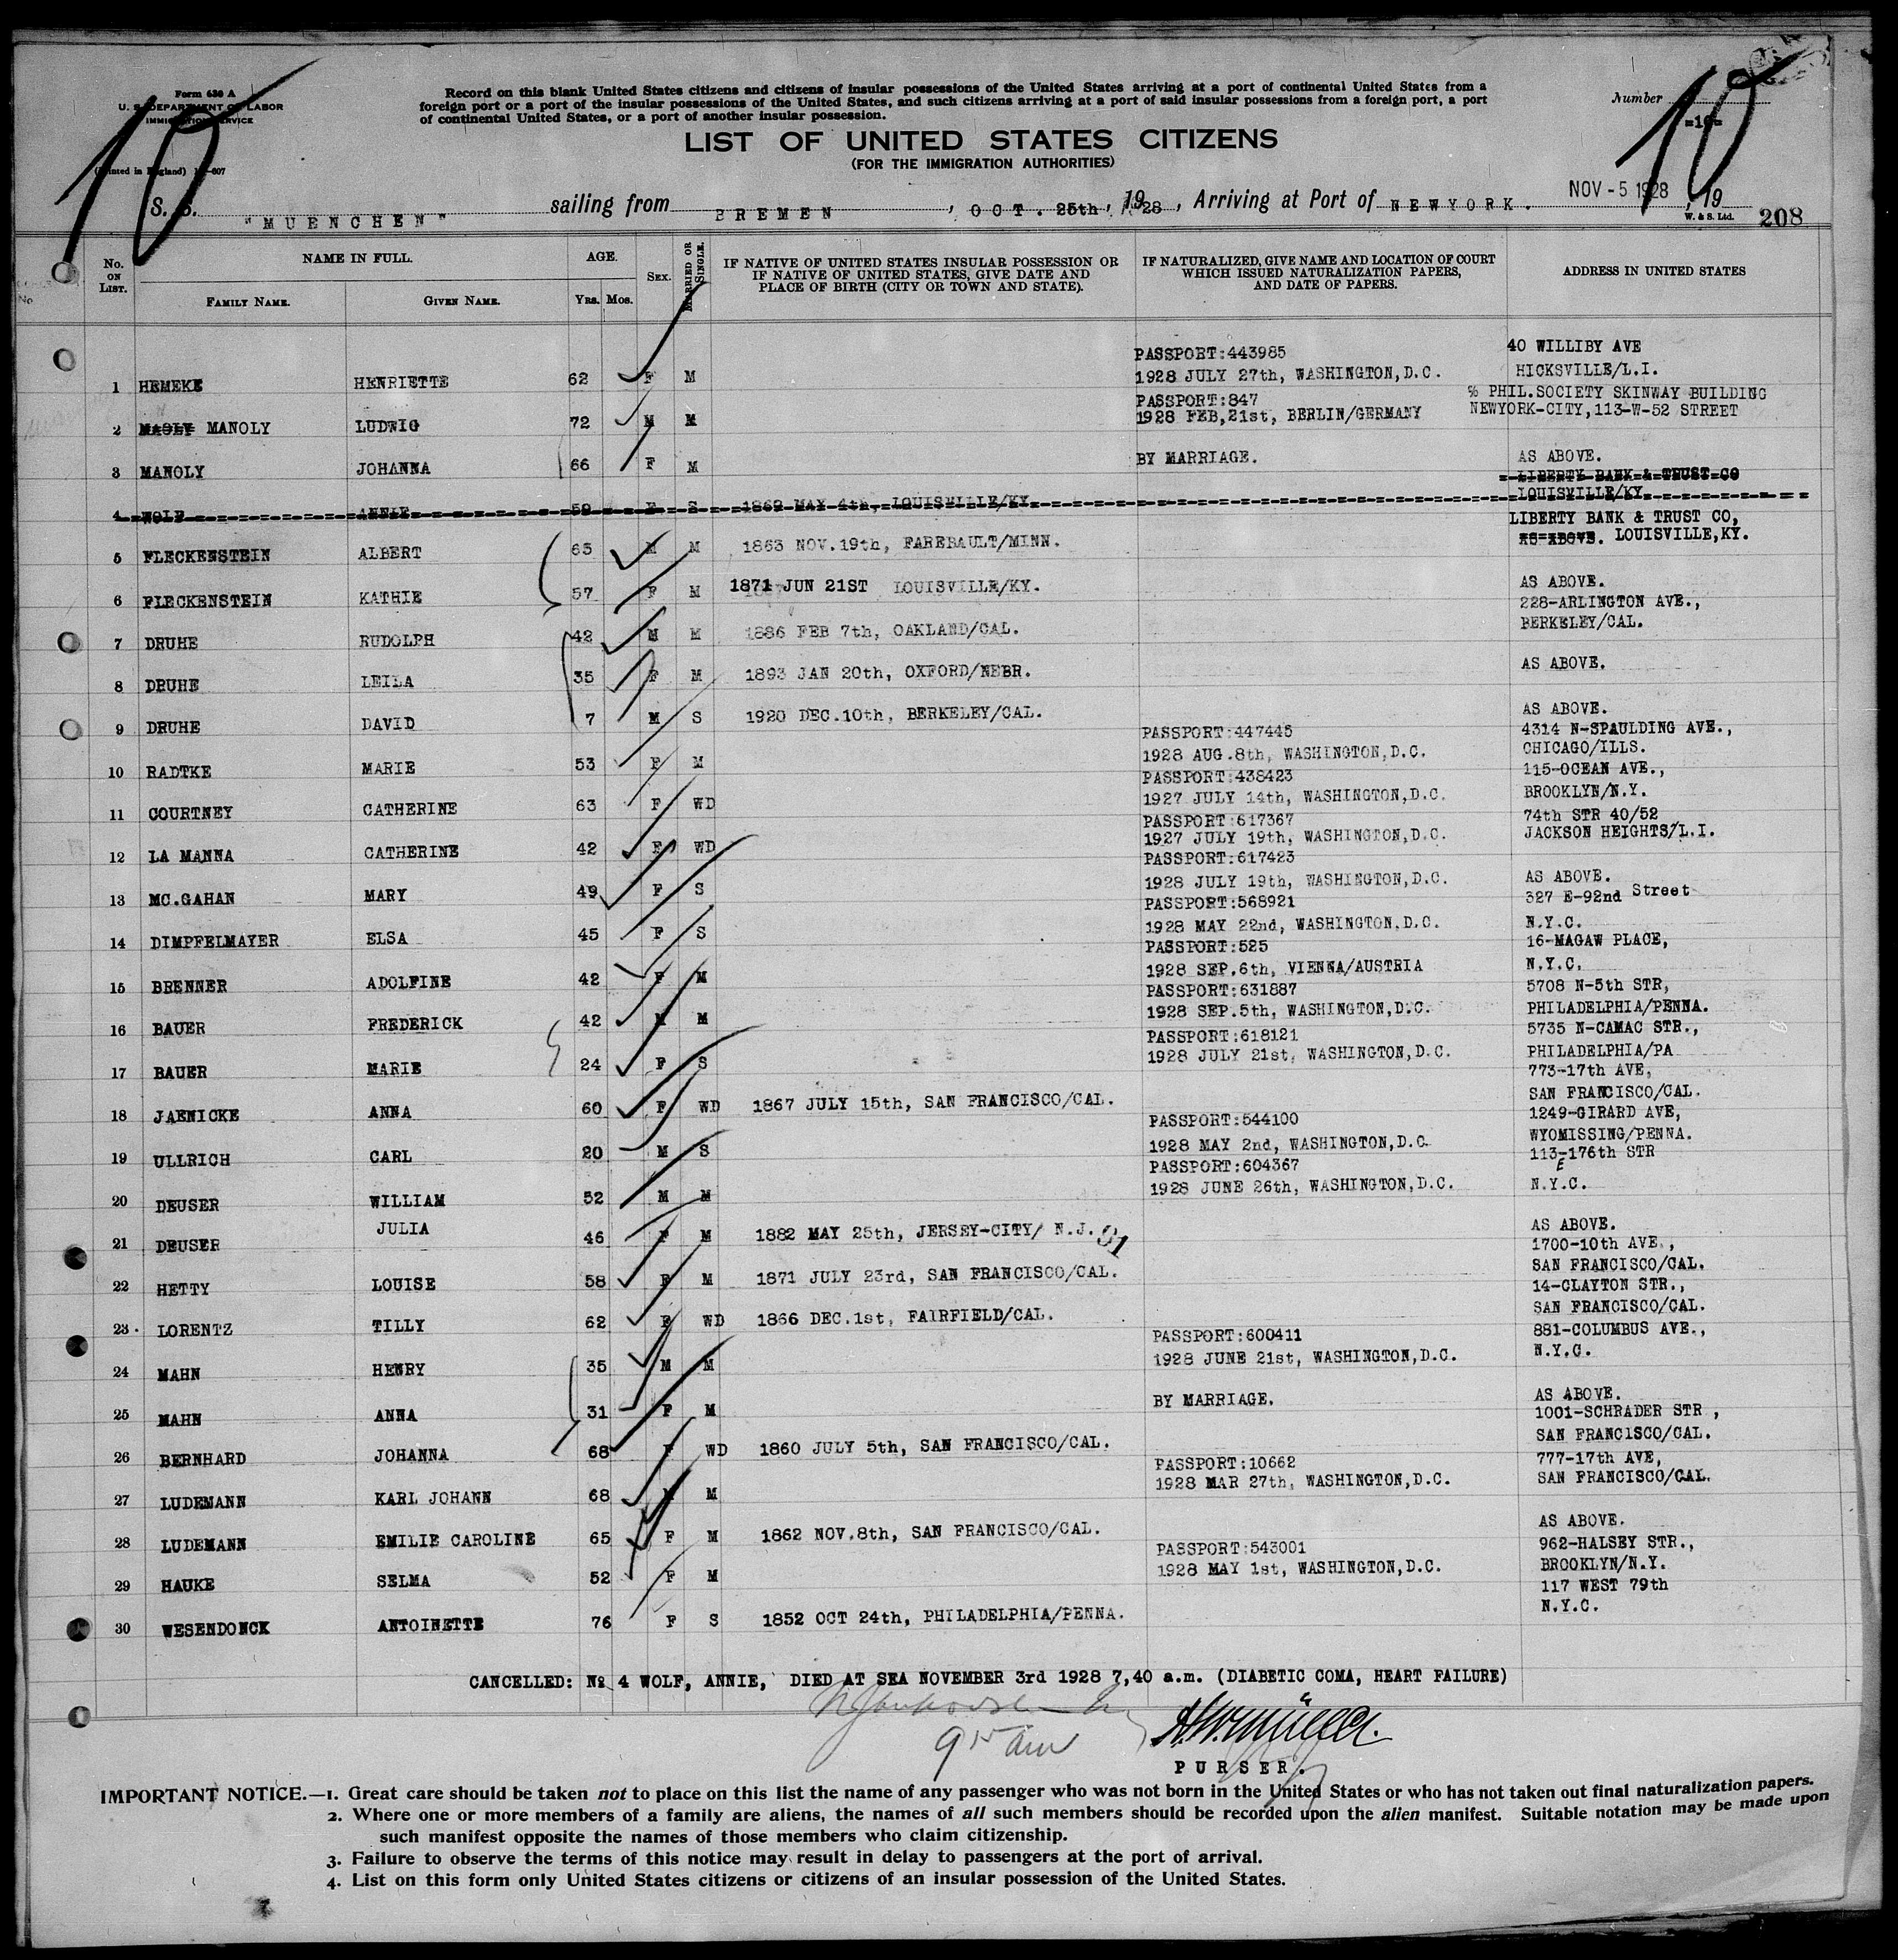 Form 630 A
U. S. DEPARTMENT OF LABOR
IMMIGRATION SERVICE
(Printed in England)
10
Record on this blank United States citizens and citizens of insular possessions of the United States arriving at a port of continental United States from a
foreign port or a port of the insular possessions of the United States, and such citizens arriving at a port of said insular possessions from a foreign port, a port
of continental United States, or a port of another insular possession.
Number
=10=
10
LIST OF UNITED STATES CITIZENS
(FOR THE IMMIGRATION AUTHORITIES)
S. S. "MUENCHEN" sailing from BREMEN, OCT. 25th, 1928, Arriving at Port of NEWYORK. NOV -5 1928, 19
W. & S. Ltd. 208
No. ON LIST. NAME IN FULL. FAMILY NAME. GIVEN NAME. AGE. YRS. MOS. SEX. MARRIED OR SINGLE. IF NATIVE OF UNITED STATES INSULAR POSSESSION OR IF NATIVE OF UNITED STATES, GIVE DATE AND PLACE OF BIRTH (CITY OR TOWN AND STATE). IF NATURALIZED, GIVE NAME AND LOCATION OF COURT WHICH ISSUED NATURALIZATION PAPERS, AND DATE OF PAPERS. ADDRESS IN UNITED STATES
PASSPORT:443985 40 WILLIBY AVE
1 HEMEKE HENRIETTE 62 F M 1928 JULY 27th, WASHINGTON,D.C. HICKSVILLE/L.I.
PASSPORT:847 % PHIL.SOCIETY SKINWAY BUILDING
2 MAOLY MANOLY LUDWIG 72 M M 1928 FEB,21st, BERLIN/GERMANY NEWYORK-CITY,113-W-52 STREET
3 MANOLY JOHANNA 66 F M BY MARRIAGE. AS ABOVE.
LIBERTY BANK & TRUST CO
4 WOLF ANNIE 59 F S 1869 MAY 4th, LOUISVILLE/KY. LOUISVILLE/KY.
LIBERTY BANK & TRUST CO,
5 FLECKENSTEIN ALBERT 65 M M 1863 NOV.19th, FAREBAULT/MINN. AS ABOVE. LOUISVILLE,KY.
6 FLECKENSTEIN KATHIE 57 F M 1871 JUN 21ST LOUISVILLE/KY. AS ABOVE.
228-ARLINGTON AVE.,
7 DRUHE RUDOLPH 42 M M 1886 FEB 7th, OAKLAND/CAL. BERKELEY/CAL.
8 DRUHE LEILA 35 F M 1893 JAN 20th, OXFORD/NEBR. AS ABOVE.
9 DRUHE DAVID 7 M S 1920 DEC.10th, BERKELEY/CAL. AS ABOVE.
PASSPORT:447445 4314 N-SPAULDING AVE.,
10 RADTKE MARIE 53 F M 1928 AUG.8th, WASHINGTON,D.C. CHICAGO/ILLS.
PASSPORT:438423 115-OCEAN AVE.,
11 COURTNEY CATHERINE 63 F WD 1927 JULY 14th, WASHINGTON,D.C. BROOKLYN/N.Y.
PASSPORT:617367 74th STR 40/52
12 LA MANNA CATHERINE 42 F WD 1927 JULY 19th, WASHINGTON,D.C. JACKSON HEIGHTS/L.I.
PASSPORT:617423
13 MC.GAHAN MARY 49 F S 1928 JULY 19th, WASHINGTON,D.C. AS ABOVE.
PASSPORT:568921 327 E-92nd Street
14 DIMPFELMAYER ELSA 45 F S 1928 MAY 22nd, WASHINGTON,D.C. N.Y.C.
PASSPORT:525 16-MAGAW PLACE,
15 BRENNER ADOLFINE 42 F M 1928 SEP.6th, VIENNA/AUSTRIA N.Y.C.
PASSPORT:631887 5708 N-5th STR,
16 BAUER FREDERICK 42 M M 1928 SEP.5th, WASHINGTON,D.C. PHILADELPHIA/PENNA.
PASSPORT:618121 5735 N-CAMAC STR.,
17 BAUER MARIE 24 F S 1928 JULY 21st, WASHINGTON,D.C. PHILADELPHIA/PA
773-17th AVE,
18 JAENICKE ANNA 60 F WD 1867 JULY 15th, SAN FRANCISCO/CAL. SAN FRANCISCO/CAL.
PASSPORT:544100 1249-GIRARD AVE,
19 ULLRICH CARL 20 M S 1928 MAY 2nd, WASHINGTON,D.C. WYOMISSING/PENNA.
PASSPORT:604367 113-176th STR
E
20 DEUSER WILLIAM 52 M M 1928 JUNE 26th, WASHINGTON,D.C. N.Y.C.
21 DEUSER JULIA 46 F M 1882 MAY 25th, JERSEY-CITY/ N.J. 91 AS ABOVE.
1700-10th AVE.,
22 HETTY LOUISE 58 F M 1871 JULY 23rd, SAN FRANCISCO/CAL. SAN FRANCISCO/CAL.
14-CLAYTON STR.,
23 LORENTZ TILLY 62 F WD 1866 DEC.1st, FAIRFIELD/CAL. SAN FRANCISCO/CAL.
PASSPORT:600411 881-COLUMBUS AVE.,
24 MAHN HENRY 35 M M 1928 JUNE 21st, WASHINGTON,D.C. N.Y.C.
25 MAHN ANNA 31 F M BY MARRIAGE. AS ABOVE.
1001-SCHRADER STR,
26 BERNHARD JOHANNA 68 F WD 1860 JULY 5th, SAN FRANCISCO/CAL. SAN FRANCISCO/CAL.
PASSPORT:10662 777-17th AVE,
27 LUDEMANN KARL JOHANN 68 M M 1928 MAR 27th, WASHINGTON,D.C. SAN FRANCISCO/CAL.
28 LUDEMANN EMILIE CAROLINE 65 F M 1862 NOV.8th, SAN FRANCISCO/CAL. AS ABOVE.
PASSPORT:543001 962-HALSEY STR.,
29 HAUKE SELMA 52 F M 1928 MAY 1st, WASHINGTON,D.C. BROOKLYN/N.Y.
117 WEST 79th
30 WESENDONCK ANTOINETTE 76 F S 1852 OCT 24th, PHILADELPHIA/PENNA. N.Y.C.
CANCELLED: No 4 WOLF, ANNIE, DIED AT SEA NOVEMBER 3rd 1928 7,40 a.m. (DIABETIC COMA, HEART FAILURE)
9 15 am
PURSER.
IMPORTANT NOTICE.—1. Great care should be taken not to place on this list the name of any passenger who was not born in the United States or who has not taken out final naturalization papers.
2. Where one or more members of a family are aliens, the names of all such members should be recorded upon the alien manifest. Suitable notation may be made upon
such manifest opposite the names of those members who claim citizenship.
3. Failure to observe the terms of this notice may result in delay to passengers at the port of arrival.
4. List on this form only United States citizens or citizens of an insular possession of the United States.